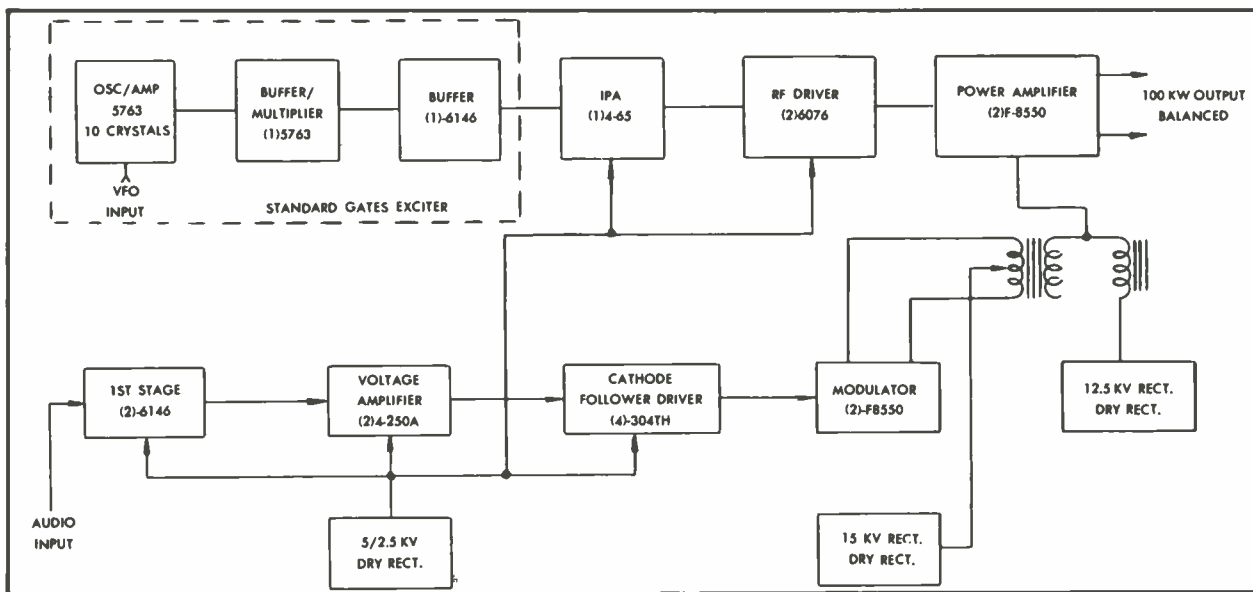 OSC/AMP
5763
10 CRYSTALS
BUFFER/
MULTIPLIER
(1)5763
BUFFER
(1)-6146
IPA
(1)4-65
RF DRIVER
(2)6076
POWER AMPLIFIER
(2)F-8550
100 KW OUTPUT
BALANCED
VFO
INPUT
STANDARD GATES EXCITER
1ST STAGE
(2)-6146
VOLTAGE
AMPLIFIER
(2)4-250A
CATHODE
FOLLOWER DRIVER
(4)-304TH
MODULATOR
(2)-F8550
12.5 KV RECT.
DRY RECT.
AUDIO
INPUT
5/2.5 KV
DRY RECT.
15 KV RECT.
DRY RECT.